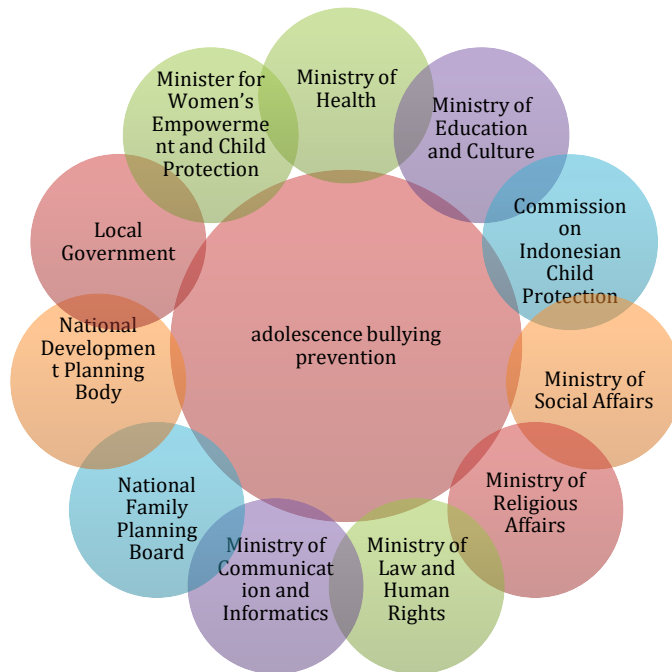 Ministry of
Health
Ministry of
Education
and Culture
Commission
on
Indonesian
Child
Protection
Ministry of
Social Affairs
Ministry of
Religious
Affairs
Ministry of
Law and
Human
Rights
Ministry of
Communicat
ion and
Informatics
National
Family
Planning
Board
National
Developmen
t Planning
Body
Local
Government
Minister for
Women’s
Empowerme
nt and Child
Protection
adolescence bullying
prevention